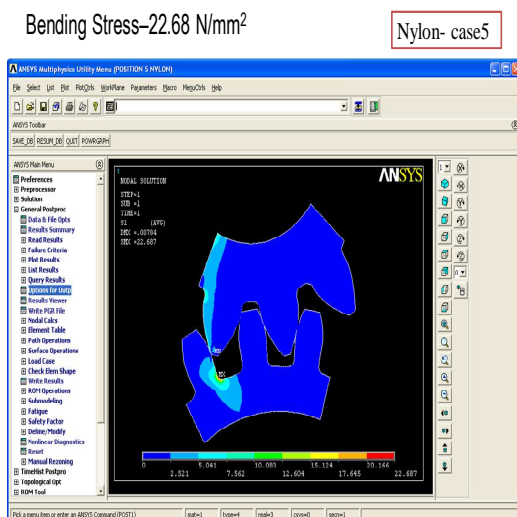 Bending Stress–22.68 N/mm2
Nylon- case5
ANSYS Multiphysics Utility Menu (POSITION 5 NYLON)
File Select List Plot PlotCtrls WorkPlane Parameters Macro MenuCtrls Help
ANSYS Toolbar
SAVE_DB RESUM_DB QUIT POWRGRPH
ANSYS Main Menu
Preferences
Preprocessor
Solution
General Postproc
Data & File Opts
Results Summary
Read Results
Failure Criteria
Plot Results
List Results
Query Results
Options for Outp
Results Viewer
Write PGR File
Nodal Calcs
Element Table
Path Operations
Surface Operations
Load Case
Check Elem Shape
Write Results
ROM Operations
Submodeling
Fatigue
Safety Factor
Define/Modify
Nonlinear Diagnostics
Reset
Manual Rezoning
TimeHist Postpro
Topological Opt
ROM Tool
1
ANSYS
NODAL SOLUTION
STEP=1
SUB =1
TIME=1
S1 (AVG)
DMX =.00784
SMX =22.687
MX
0 5.041 10.083 15.124 20.166
2.521 7.562 12.604 17.645 22.687
Pick a menu item or enter an ANSYS Command (POST1) mat=1 type=4 real=3 csys=0 secn=1